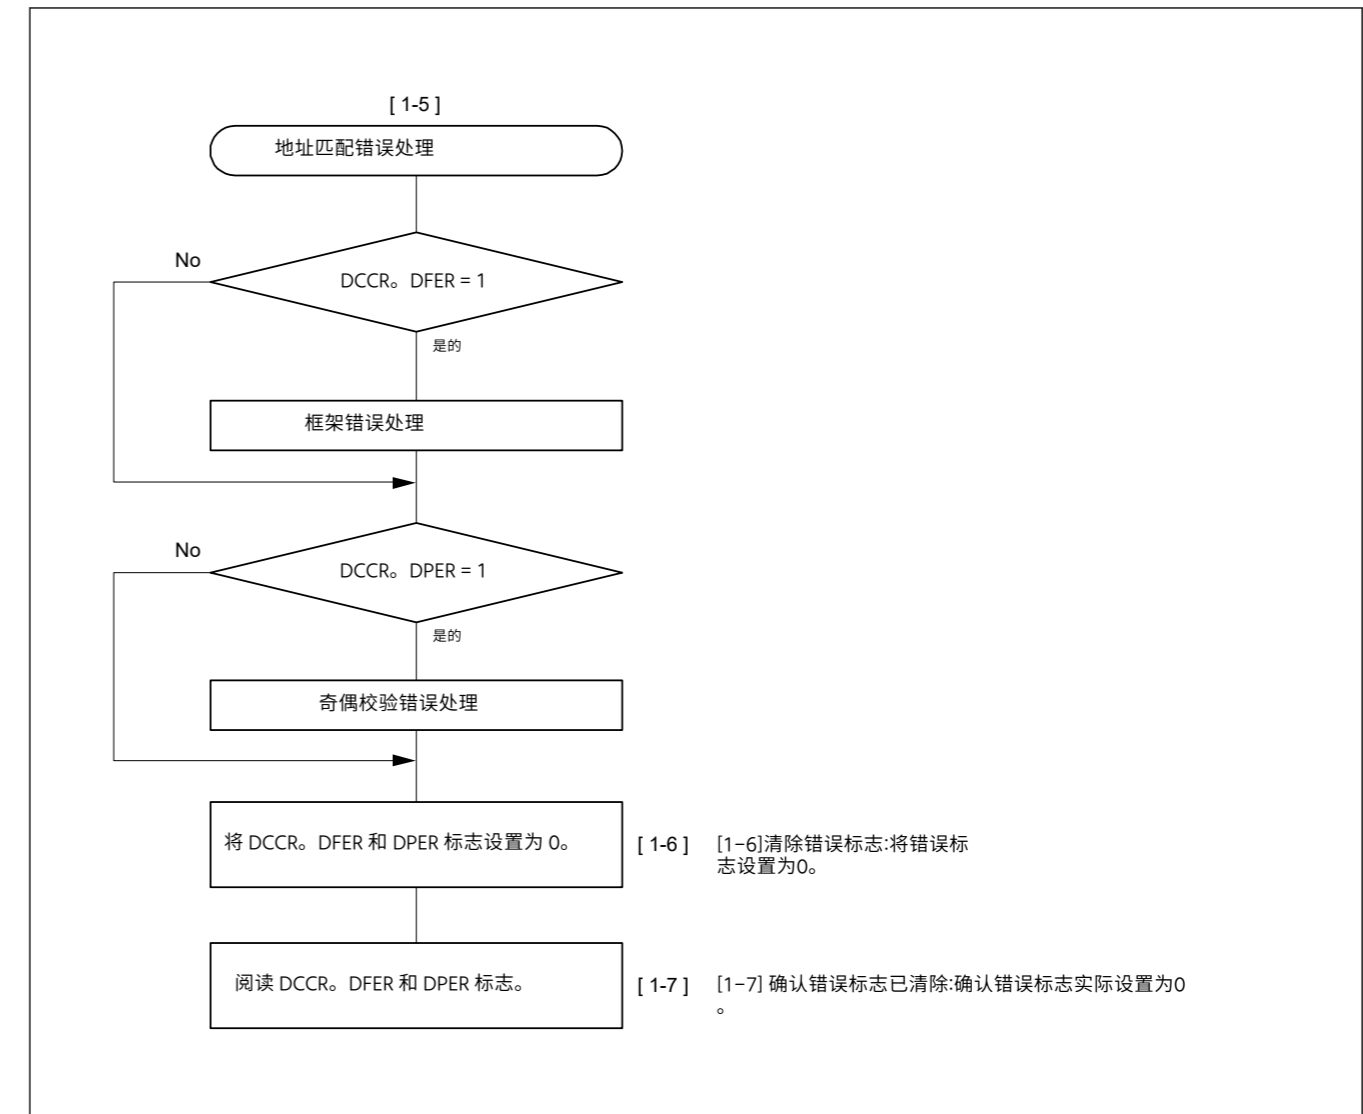 [ 1-5 ]
地址匹配错误处理
No
DCCR。DFER = 1
是的
框架错误处理
No
DCCR。DPER = 1
是的
奇偶校验错误处理
将 DCCR。DFER 和 DPER 标志设置为 0。
[ 1-6 ]
[1-6]清除错误标志:将错误标
志设置为0。
阅读 DCCR。DFER 和 DPER 标志。
[ 1-7 ]
[1-7] 确认错误标志已清除:确认错误标志实际设置为0
。